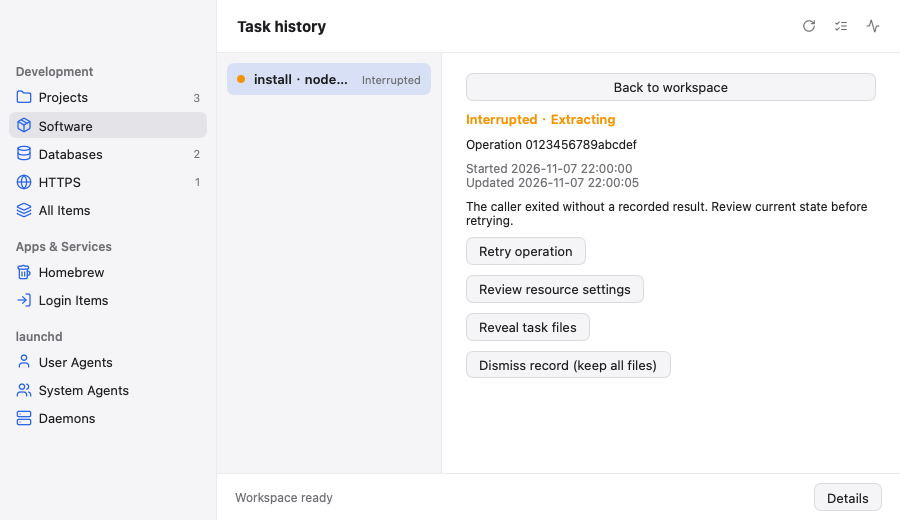 Task history
Development
Projects 3
Software
Databases 2
HTTPS 1
All Items
Apps & Services
Homebrew
Login Items
launchd
User Agents
System Agents
Daemons
install · node... Interrupted
Back to workspace
Interrupted · Extracting
Operation 0123456789abcdef
Started 2026-11-07 22:00:00
Updated 2026-11-07 22:00:05
The caller exited without a recorded result. Review current state before
retrying.
Retry operation
Review resource settings
Reveal task files
Dismiss record (keep all files)
Workspace ready
Details